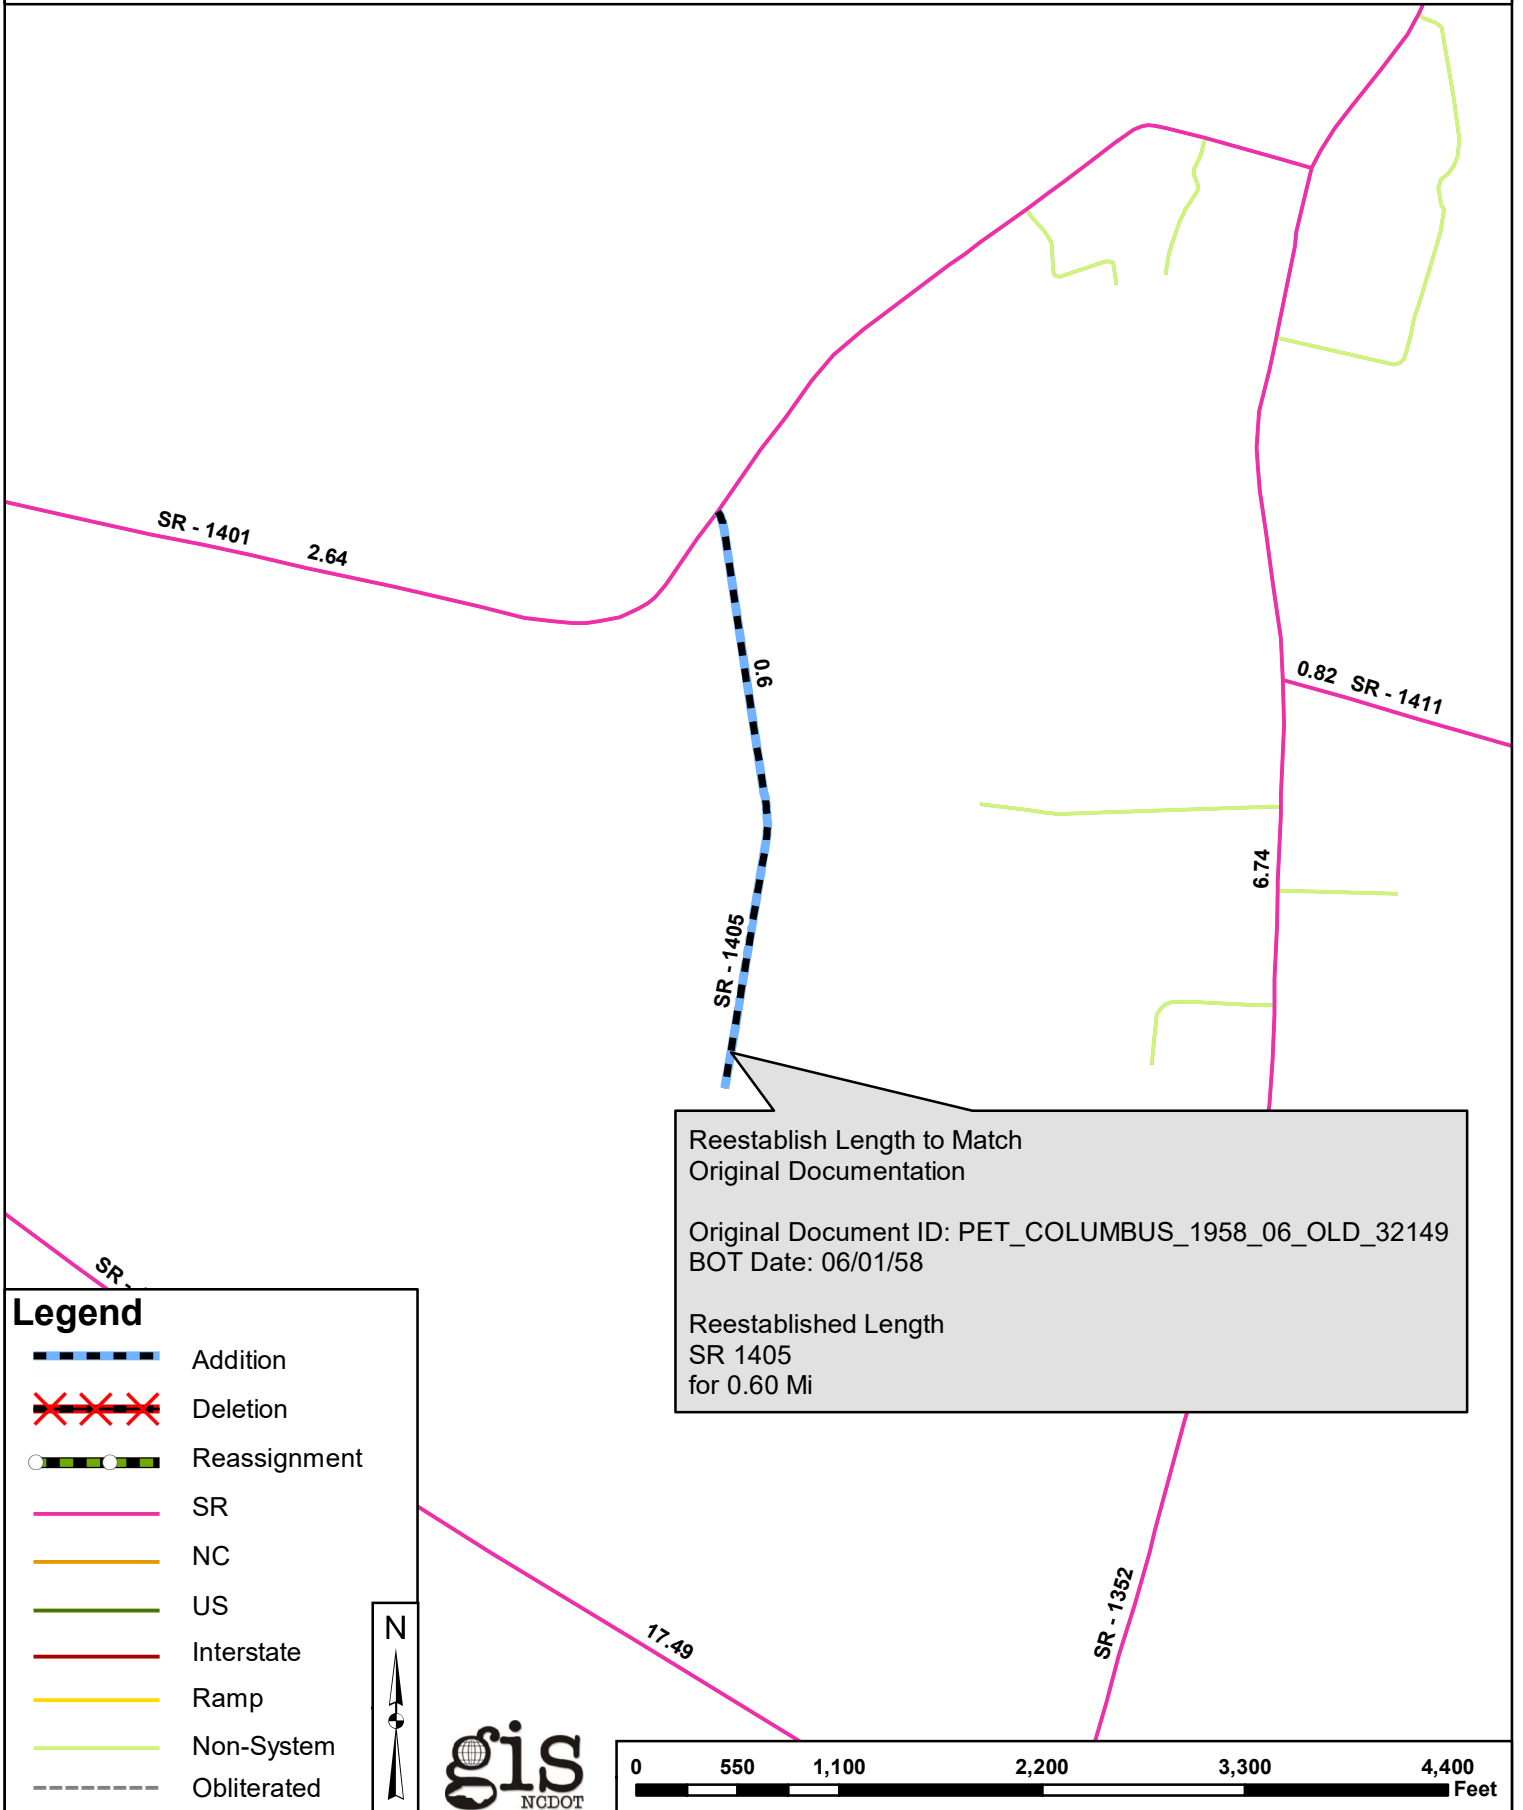 SR - 1401
2.64
0.6
0.82 SR - 1411
6.74
SR - 1405
Reestablish Length to Match
Original Documentation
Original Document ID: PET_COLUMBUS_1958_06_OLD_32149
BOT Date: 06/01/58
Reestablished Length
SR 1405
for 0.60 Mi
SR -
Legend
Addition
Deletion
Reassignment
SR
NC
US
Interstate
Ramp
Non-System
Obliterated
N
17.49
SR - 1352
gis
NCDOT
0 550 1,100 2,200 3,300 4,400
Feet